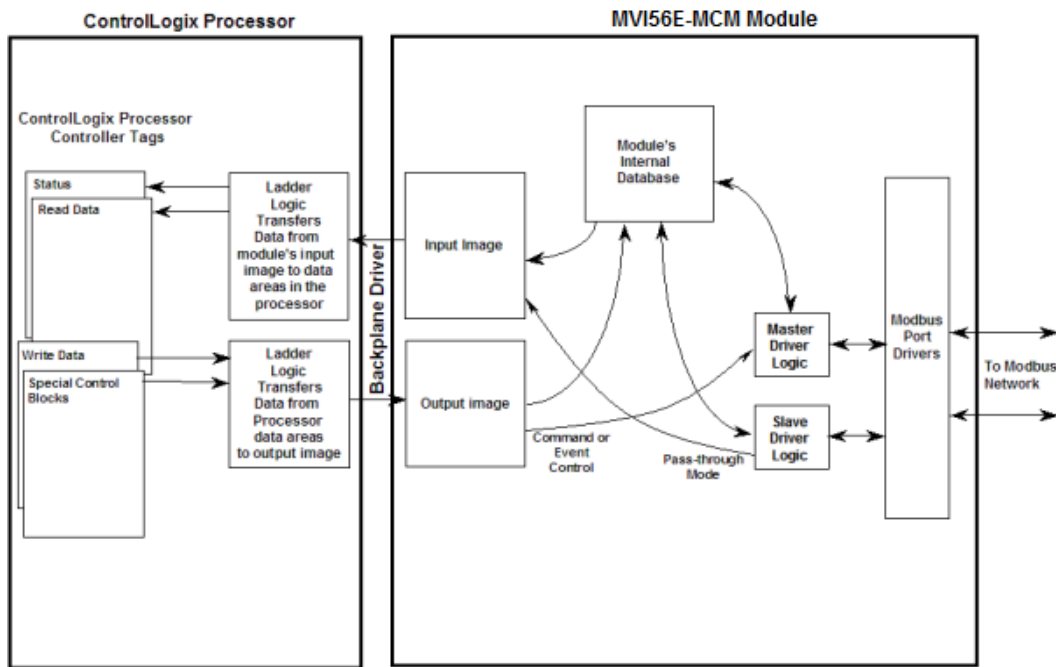 ControlLogix Processor
MVI56E-MCM Module
ControlLogix Processor
Controller Tags
Status
Read Data
Write Data
Special Control
Blocks
Ladder
Logic
Transfers
Data from
module's input
image to data
areas in the
processor
Ladder
Logic
Transfers
Data from
Processor
data areas
to output image
Backplane Driver
Input Image
Output image
Module's
Internal
Database
Command or
Event
Control
Pass-through
Mode
Master
Driver
Logic
Slave
Driver
Logic
Modbus
Port
Drivers
To Modbus
Network